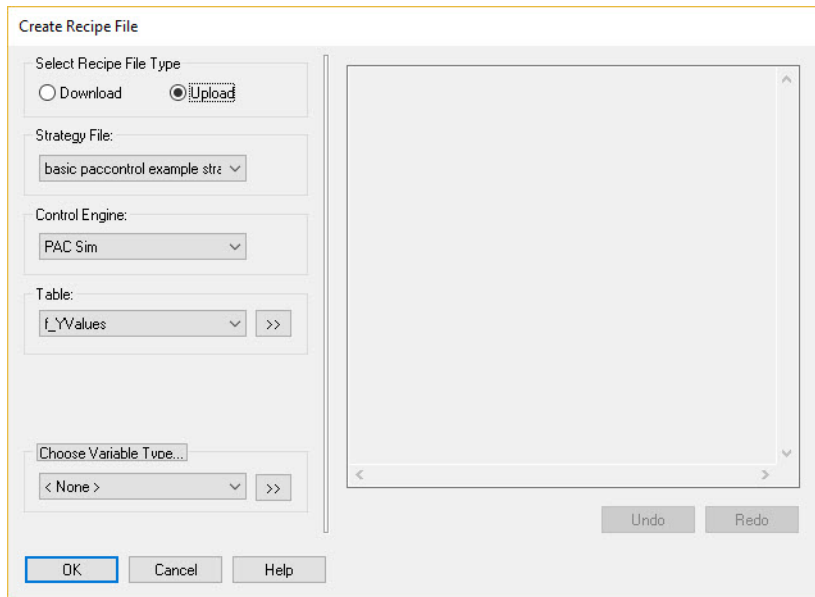 Create Recipe File
Select Recipe File Type
Download Upload
Strategy File:
basic paccontrol example stra
Control Engine:
PAC Sim
Table:
f_YValues >>
Choose Variable Type...
< None > >>
Undo Redo
OK Cancel Help